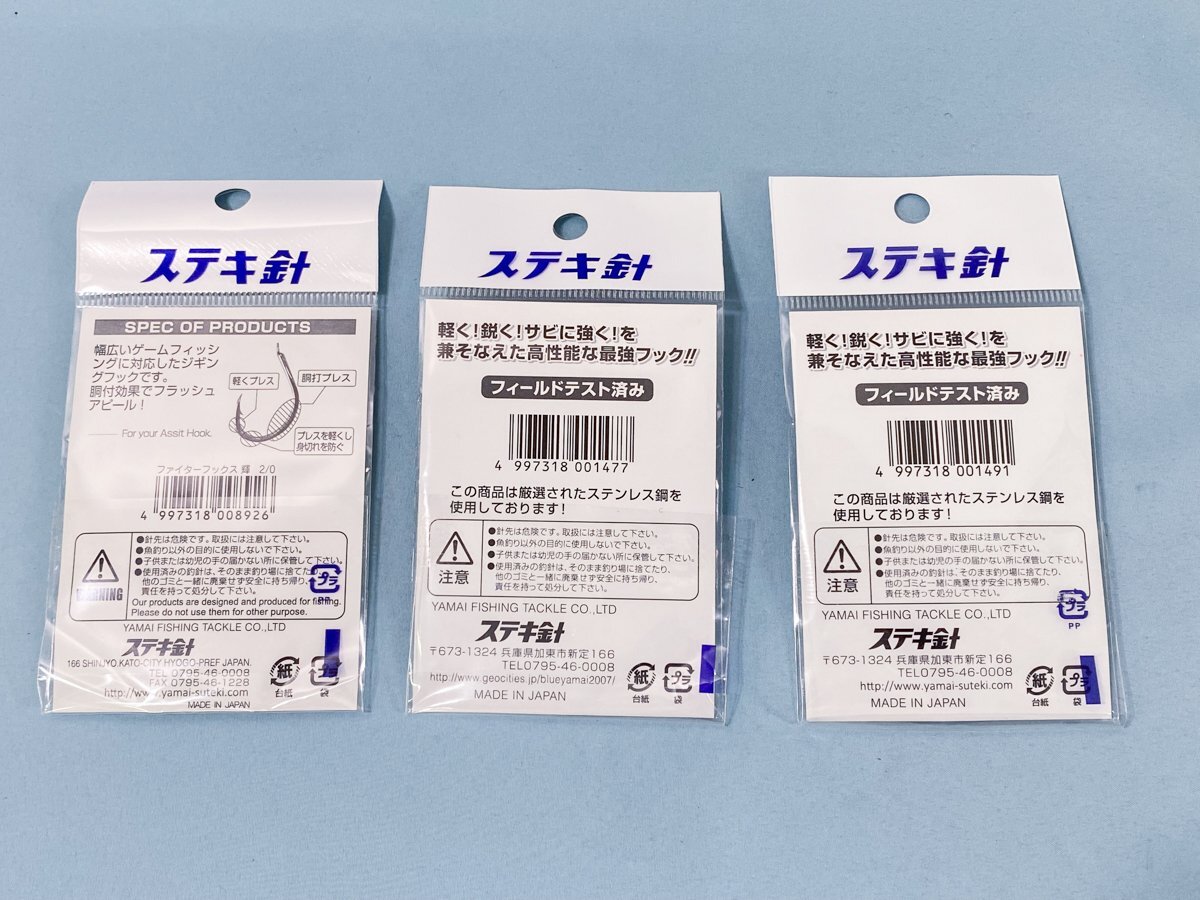 ステキ針
SPEC OF PRODUCTS
幅広いゲームフィッシ
ングに対応したジギン
グフックです。
胴付効果でフラッシュ
アピール!
軽くプレス
胴打プレス
プレスを軽くし
身切れを防ぐ
For your Assit Hook.
ファイターフックス 輝 2/0
4 997318 008926
WARNING
●針先は危険です。取扱には注意して下さい。
●魚釣り以外の目的に使用しないで下さい。
●子供または幼児の手の届かない所に保管して下さい。
●使用済みの釣針は、そのまま釣り場に捨てたり、
他のゴミと一緒に廃棄せず安全に持ち帰り、
責任を持って処分して下さい。
Our products are designed and produced for fishing.
Please do not use them for other purpose.
プラ
PP
YAMAI FISHING TACKLE CO.,LTD
ステキ針
166 SHINJYO.KATO-CITY HYOGO-PREF JAPAN.
TEL 0795-46-0008
FAX 0795-46-1228
http://www.yamai-suteki.com
MADE IN JAPAN
紙
台紙
プラ
袋
ステキ針
軽く!鋭く!サビに強く!を
兼そなえた高性能な最強フック!!
フィールドテスト済み
4 997318 001477
この商品は厳選されたステンレス鋼を
使用しております!
注意
●針先は危険です。取扱には注意して下さい。
●魚釣り以外の目的に使用しないで下さい。
●子供または幼児の手の届かない所に保管して下さい。
●使用済みの釣針は、そのまま釣り場に捨てたり、
他のゴミと一緒に廃棄せず安全に持ち帰り、
責任を持って処分して下さい。
YAMAI FISHING TACKLE CO.,LTD
ステキ針
〒673-1324 兵庫県加東市新定166
TEL0795-46-0008
http://www.geocities.jp/blueyamai2007/
MADE IN JAPAN
紙
台紙
プラ
袋
ステキ針
軽く!鋭く!サビに強く!を
兼そなえた高性能な最強フック!!
フィールドテスト済み
4 997318 001491
この商品は厳選されたステンレス鋼を
使用しております!
注意
●針先は危険です。取扱には注意して下さい。
●魚釣り以外の目的に使用しないで下さい。
●子供または幼児の手の届かない所に保管して下さい。
●使用済みの釣針は、そのまま釣り場に捨てたり、
他のゴミと一緒に廃棄せず安全に持ち帰り、
責任を持って処分して下さい。
プラ
PP
YAMAI FISHING TACKLE CO.,LTD
ステキ針
〒673-1324 兵庫県加東市新定166
TEL0795-46-0008
http://www.yamai-suteki.com
MADE IN JAPAN
紙
台紙
プラ
袋